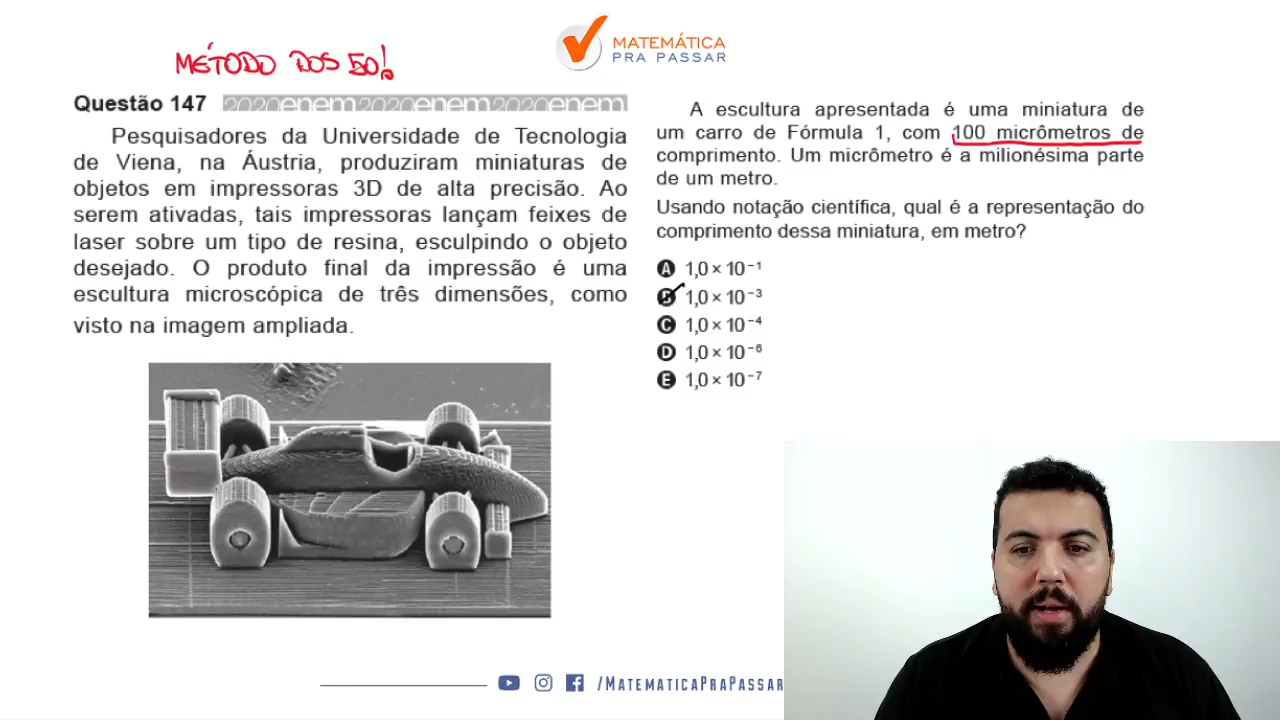 MÉTODO DOS 50!
MATEMÁTICA
PRA PASSAR
Questão 147
2020enem2020enem2020enem
Pesquisadores da Universidade de Tecnologia
de Viena, na Áustria, produziram miniaturas de
objetos em impressoras 3D de alta precisão. Ao
serem ativadas, tais impressoras lançam feixes de
laser sobre um tipo de resina, esculpindo o objeto
desejado. O produto final da impressão é uma
escultura microscópica de três dimensões, como
visto na imagem ampliada.
A escultura apresentada é uma miniatura de
um carro de Fórmula 1, com 100 micrômetros de
comprimento. Um micrômetro é a milionésima parte
de um metro.
Usando notação científica, qual é a representação do
comprimento dessa miniatura, em metro?
A 1,0 × 10⁻¹
B 1,0 × 10⁻³
C 1,0 × 10⁻⁴
D 1,0 × 10⁻⁶
E 1,0 × 10⁻⁷
/MATEMATICAPRAPASSAR